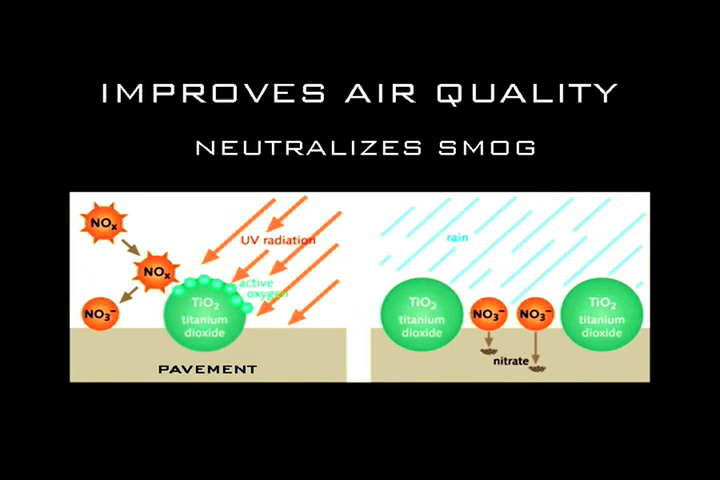 IMPROVES AIR QUALITY
NEUTRALIZES SMOG
NOx
UV radiation
NOx
active
oxygen
TiO2
titanium
dioxide
NO3-
PAVEMENT
rain
TiO2
titanium
dioxide
NO3-
NO3-
TiO2
titanium
dioxide
nitrate